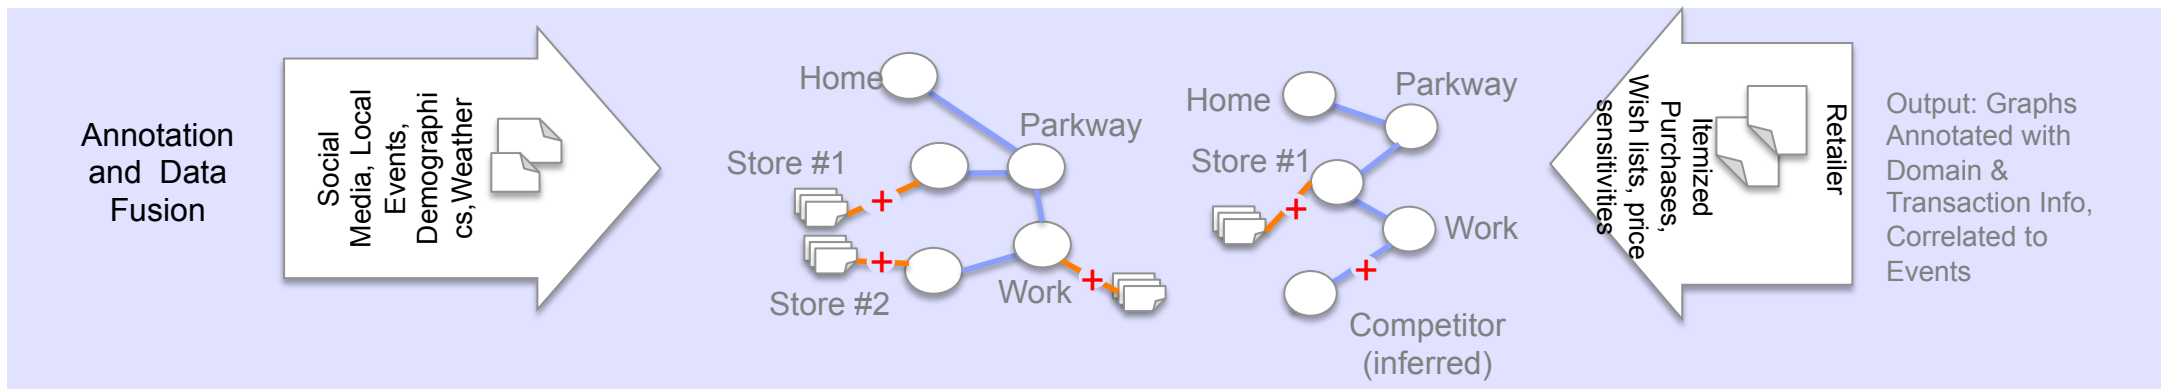 Annotation
and Data
Fusion
Social
Media, Local
Events,
Demographi
cs,Weather
Home
Parkway
Store #1
Store #2
Work
Home
Parkway
Store #1
Work
Competitor
(inferred)
Retailer
Itemized
Purchases,
Wish lists, price
sensitivities
Output: Graphs
Annotated with
Domain &
Transaction Info,
Correlated to
Events